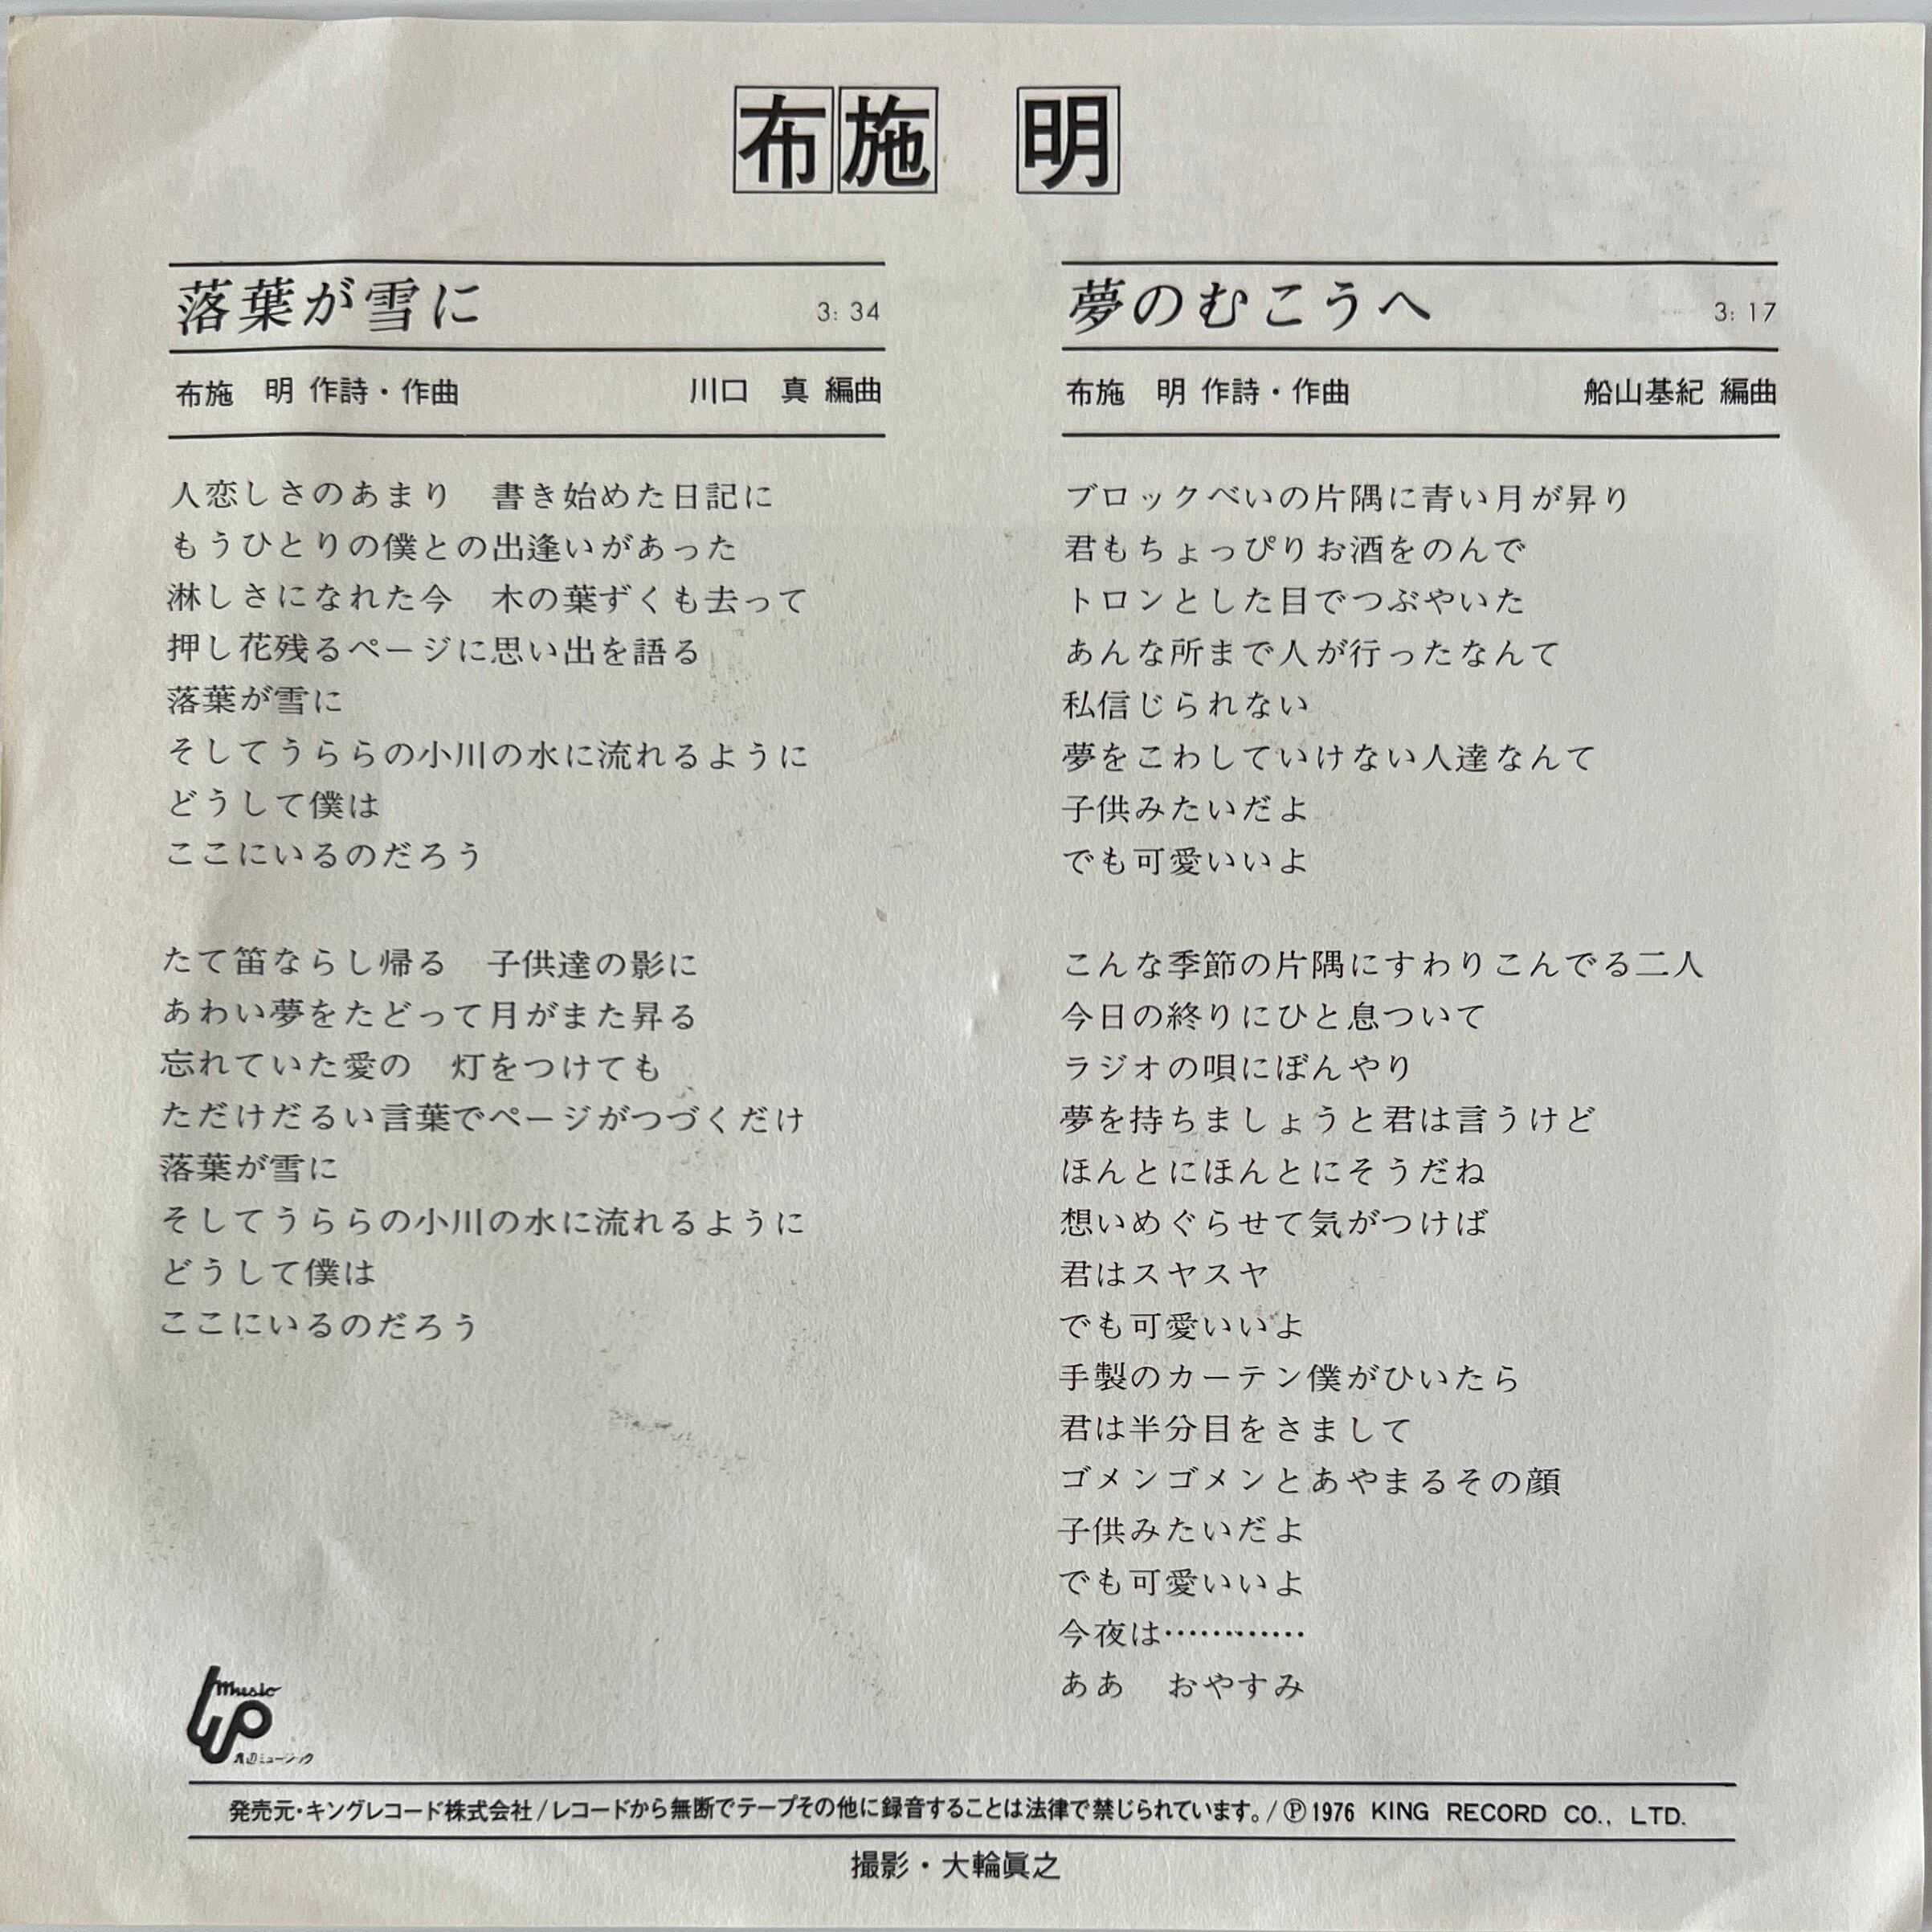 布施 明
落葉が雪に 3:34
布施 明 作詩・作曲 川口 真 編曲
人恋しさのあまり 書き始めた日記に
もうひとりの僕との出逢いがあった
淋しさになれた今 木の葉ずくも去って
押し花残るページに思い出を語る
落葉が雪に
そしてうららの小川の水に流れるように
どうして僕は
ここにいるのだろう
たて笛ならし帰る 子供達の影に
あわい夢をたどって月がまた昇る
忘れていた愛の 灯をつけても
ただけだるい言葉でページがつづくだけ
落葉が雪に
そしてうららの小川の水に流れるように
どうして僕は
ここにいるのだろう
夢のむこうへ 3:17
布施 明 作詩・作曲 船山基紀 編曲
ブロックべいの片隅に青い月が昇り
君もちょっぴりお酒をのんで
トロンとした目でつぶやいた
あんな所まで人が行ったなんて
私信じられない
夢をこわしていけない人達なんて
子供みたいだよ
でも可愛いいよ
こんな季節の片隅にすわりこんでる二人
今日の終りにひと息ついて
ラジオの唄にぼんやり
夢を持ちましょうと君は言うけど
ほんとにほんとにそうだね
想いめぐらせて気がつけば
君はスヤスヤ
でも可愛いいよ
手製のカーテン僕がひいたら
君は半分目をさまして
ゴメンゴメンとあやまるその顔
子供みたいだよ
でも可愛いいよ
今夜は…………
ああ おやすみ
Music
ミュージック
発売元・キングレコード株式会社/レコードから無断でテープその他に録音することは法律で禁じられています。/Ⓟ1976 KING RECORD CO., LTD.
撮影・大輪眞之